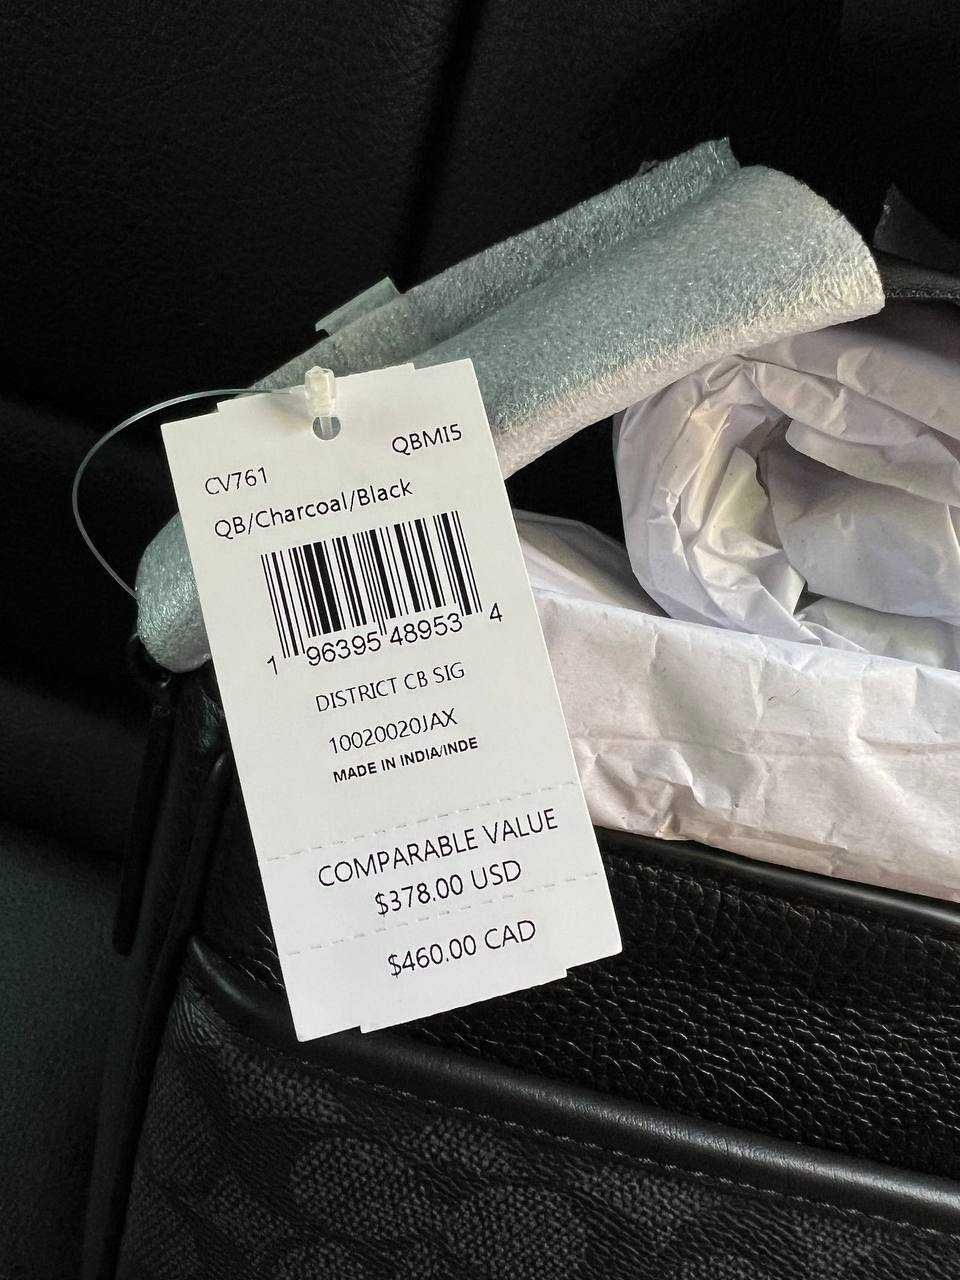 QBMI5
CV761
QB/Charcoal/Black
1 96395 48953 4
DISTRICT CB SIG
10020020JAX
MADE IN INDIA/INDE
COMPARABLE VALUE
$378.00 USD
$460.00 CAD